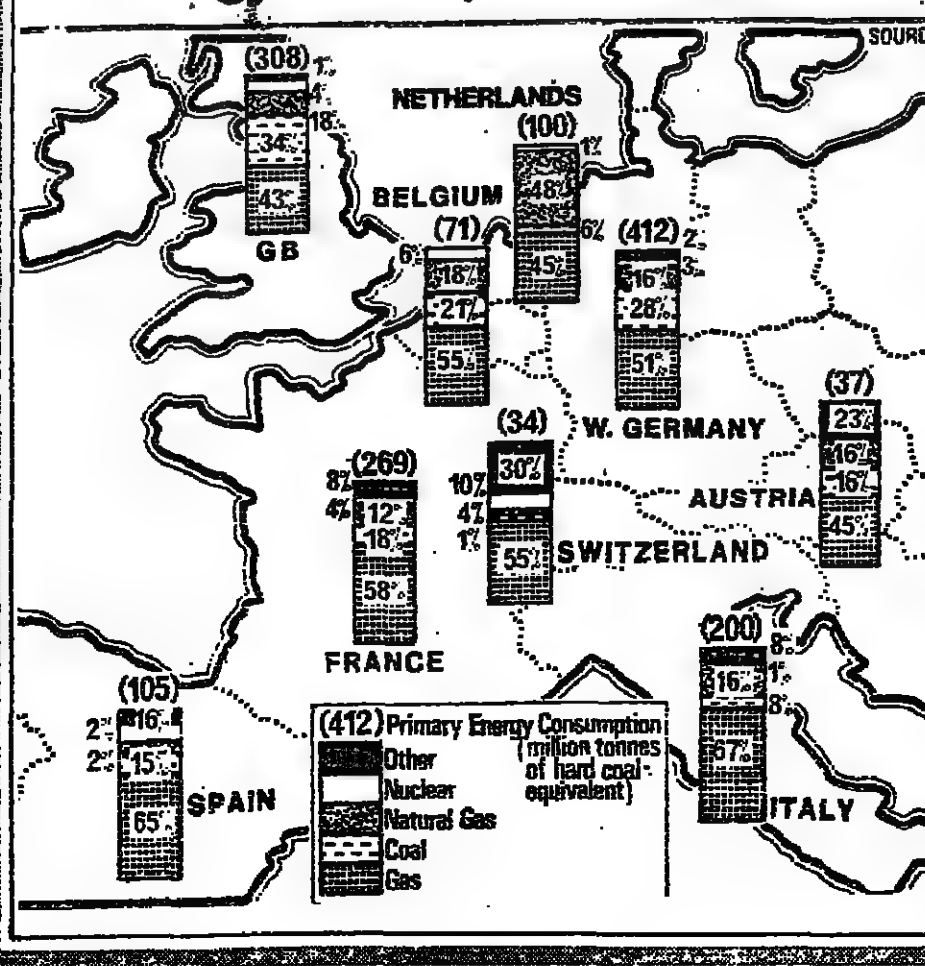 SOURC
(308)
1%
4%
18%
34%
43%
GB
NETHERLANDS
(100)
1%
48%
6%
45%
BELGIUM
(71)
6%
18%
21%
55%
(412)
2%
3%
16%
28%
51%
W. GERMANY
(37)
23%
16%
16%
45%
AUSTRIA
(34)
30%
10%
4%
1%
55%
SWITZERLAND
(269)
8%
4%
12%
18%
58%
FRANCE
(200)
8%
1%
16%
8%
67%
ITALY
(105)
16%
2%
2%
15%
65%
SPAIN
(412) Primary Energy Consumption
(million tonnes
of hard coal-
equivalent)
Other
Nuclear
Natural Gas
Coal
Gas